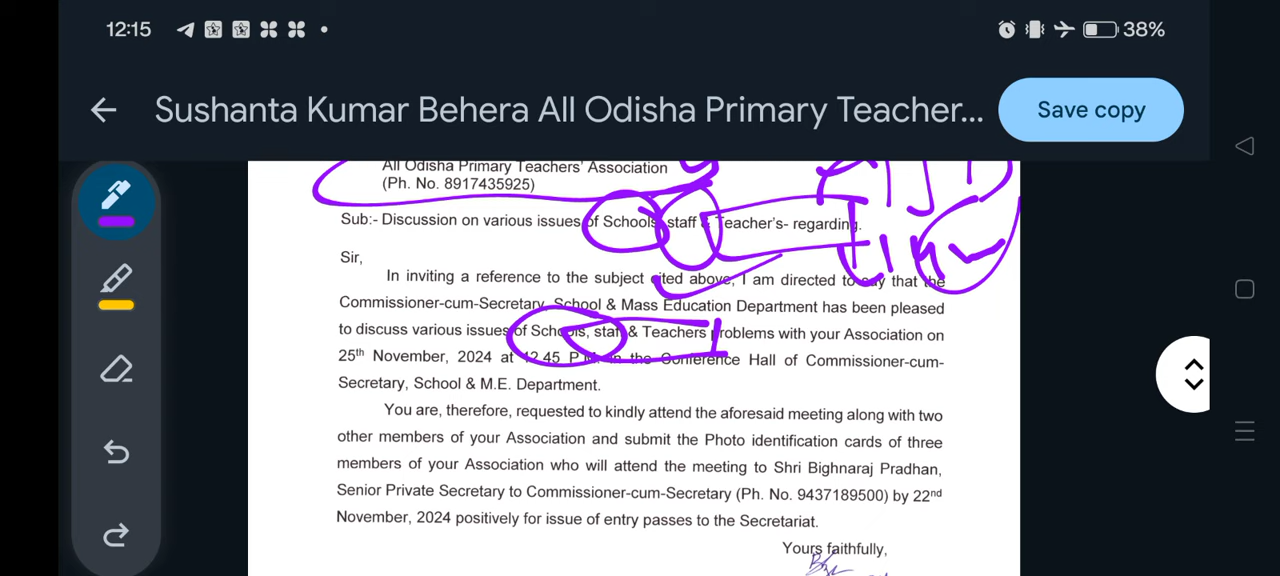 12:15
38%
Sushanta Kumar Behera All Odisha Primary Teacher...
Save copy
All Odisha Primary Teachers' Association
(Ph. No. 8917435925)
Sub:- Discussion on various issues of Schools, staff & Teacher's- regarding.
Sir,
In inviting a reference to the subject cited above, I am directed to say that the
Commissioner-cum-Secretary, School & Mass Education Department has been pleased
to discuss various issues of Schools, staff & Teachers problems with your Association on
25th November, 2024 at 12.45 P.M. in the Conference Hall of Commissioner-cum-
Secretary, School & M.E. Department.
You are, therefore, requested to kindly attend the aforesaid meeting along with two
other members of your Association and submit the Photo identification cards of three
members of your Association who will attend the meeting to Shri Bighnaraj Pradhan,
Senior Private Secretary to Commissioner-cum-Secretary (Ph. No. 9437189500) by 22nd
November, 2024 positively for issue of entry passes to the Secretariat.
Yours faithfully,